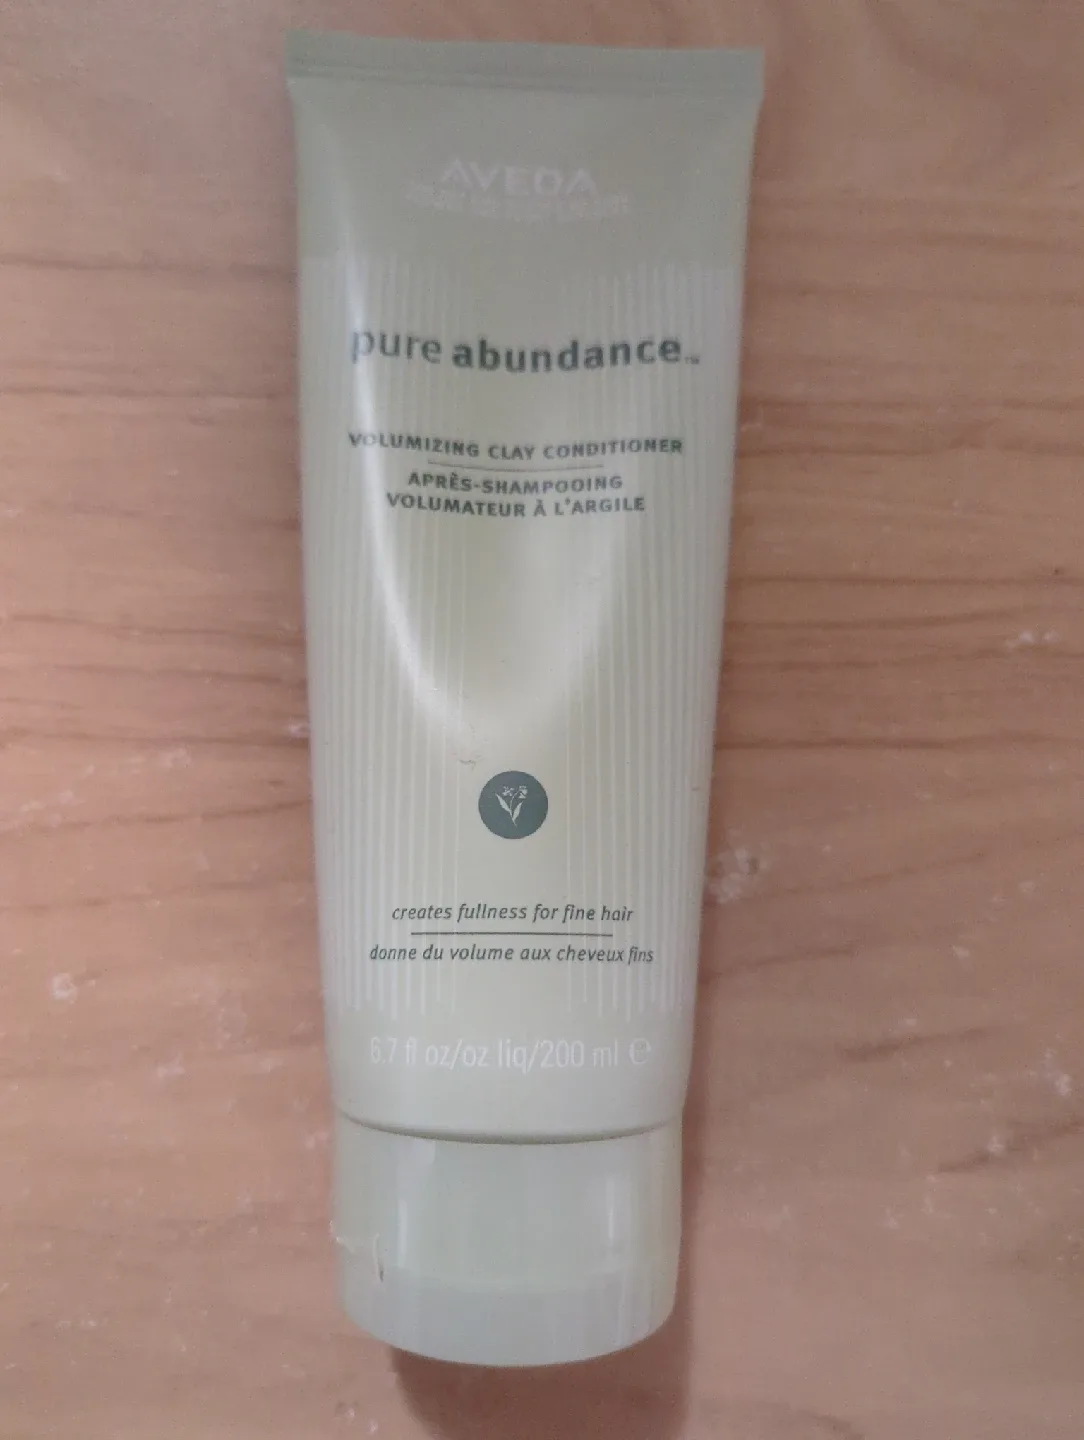 AVEDA
pure abundance™
VOLUMIZING CLAY CONDITIONER
APRÈS-SHAMPOOING
VOLUMATEUR À L'ARGILE
creates fullness for fine hair
donne du volume aux cheveux fins
6.7 fl oz/oz liq/200 ml ℮